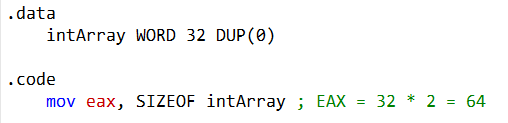 .data
    intArray WORD 32 DUP(0)

.code
    mov eax, SIZEOF intArray ; EAX = 32 * 2 = 64